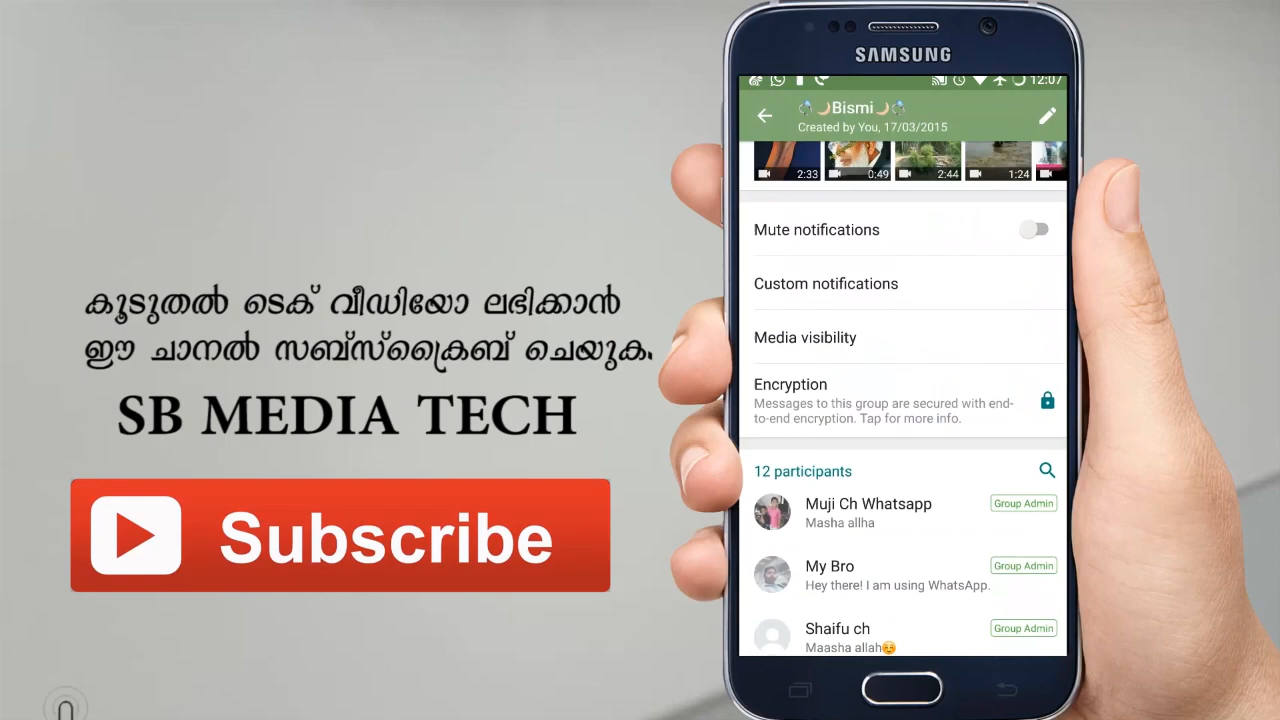 കൂടുതൽ ടെക് വീഡിയോ ലഭിക്കാൻ
ഈ ചാനൽ സബ്സ്ക്രൈബ് ചെയുക.
SB MEDIA TECH
Subscribe
SAMSUNG
12:07
💍🌙Bismi🌙💍
Created by You, 17/03/2015
2:33
0:49
2:44
1:24
Mute notifications
Custom notifications
Media visibility
Encryption
Messages to this group are secured with end-
to-end encryption. Tap for more info.
12 participants
Muji Ch Whatsapp
Group Admin
Masha allha
My Bro
Group Admin
Hey there! I am using WhatsApp.
Shaifu ch
Group Admin
Maasha allah☺️